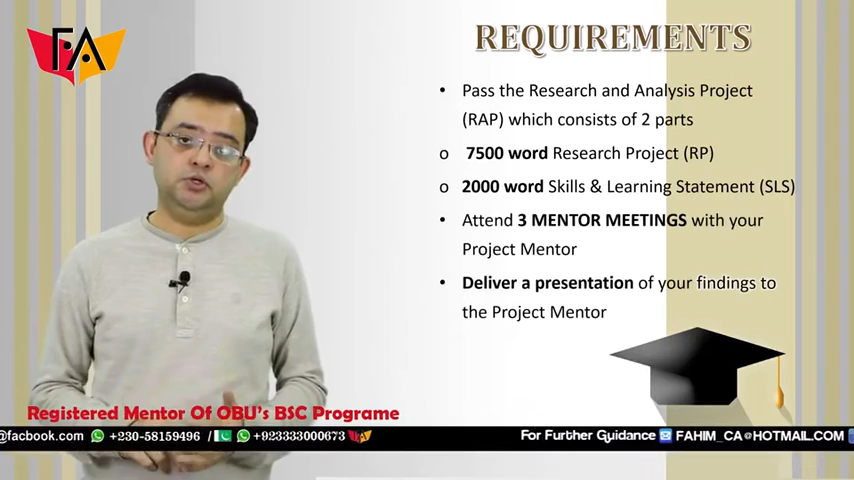 FA
REQUIREMENTS
• Pass the Research and Analysis Project
(RAP) which consists of 2 parts
o 7500 word Research Project (RP)
o 2000 word Skills & Learning Statement (SLS)
• Attend 3 MENTOR MEETINGS with your
Project Mentor
• Deliver a presentation of your findings to
the Project Mentor
Registered Mentor Of OBU's BSC Programe
@facbook.com +230-58159496 / +923333000673 For Further Guidance FAHIM_CA@HOTMAIL.COM